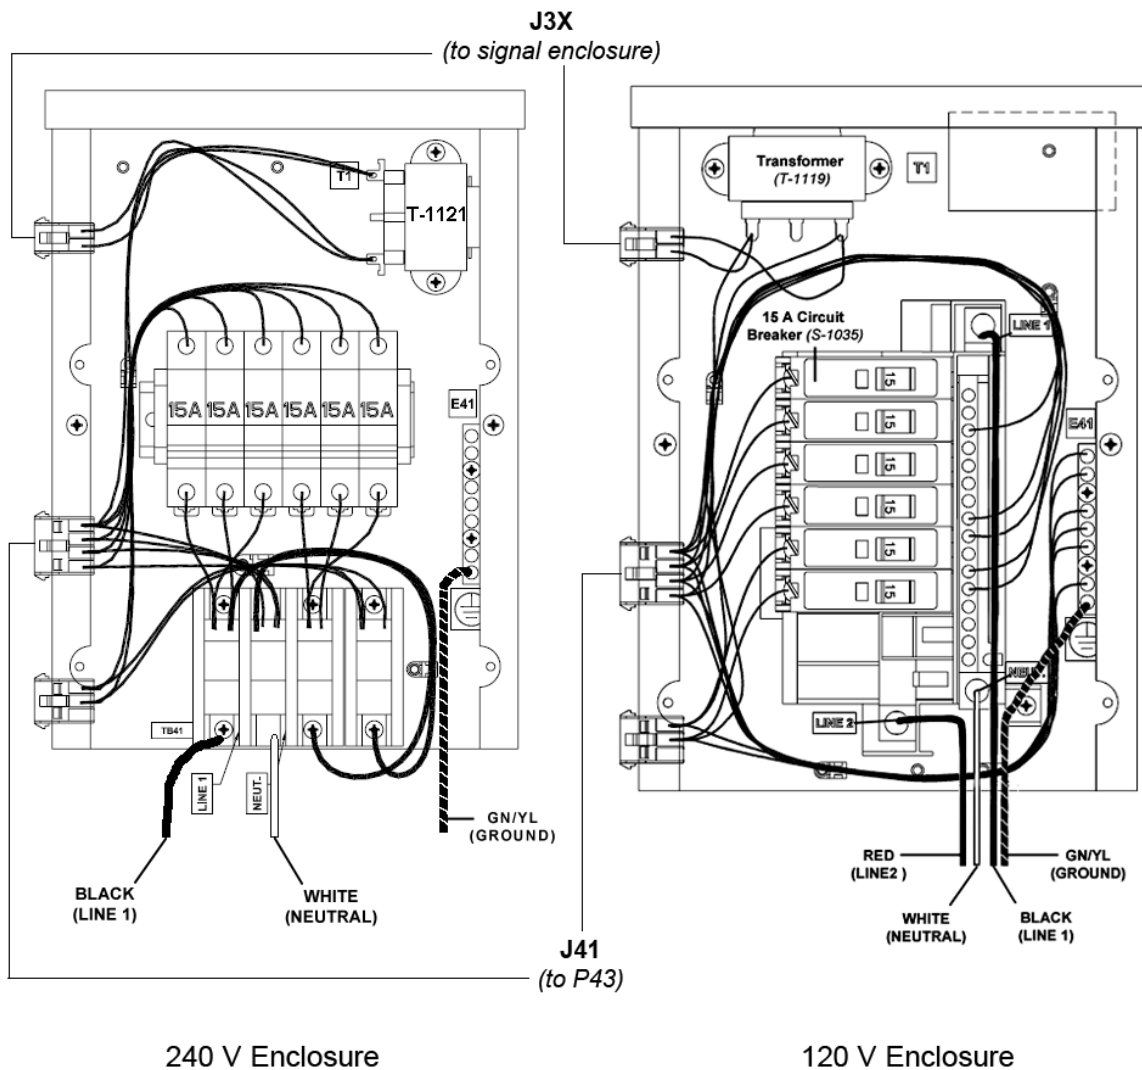 J3X
(to signal enclosure)
T1
T-1121
15A 15A 15A 15A 15A 15A
E41
TB41
LINE 1
NEUT.
GN/YL
(GROUND)
BLACK
(LINE 1)
WHITE
(NEUTRAL)
Transformer
(T-1119)
T1
15 A Circuit
Breaker (S-1035)
LINE 1
15
15
15
15
15
15
E41
LINE 2
RED
(LINE2 )
GN/YL
(GROUND)
WHITE
(NEUTRAL)
BLACK
(LINE 1)
J41
(to P43)
240 V Enclosure
120 V Enclosure